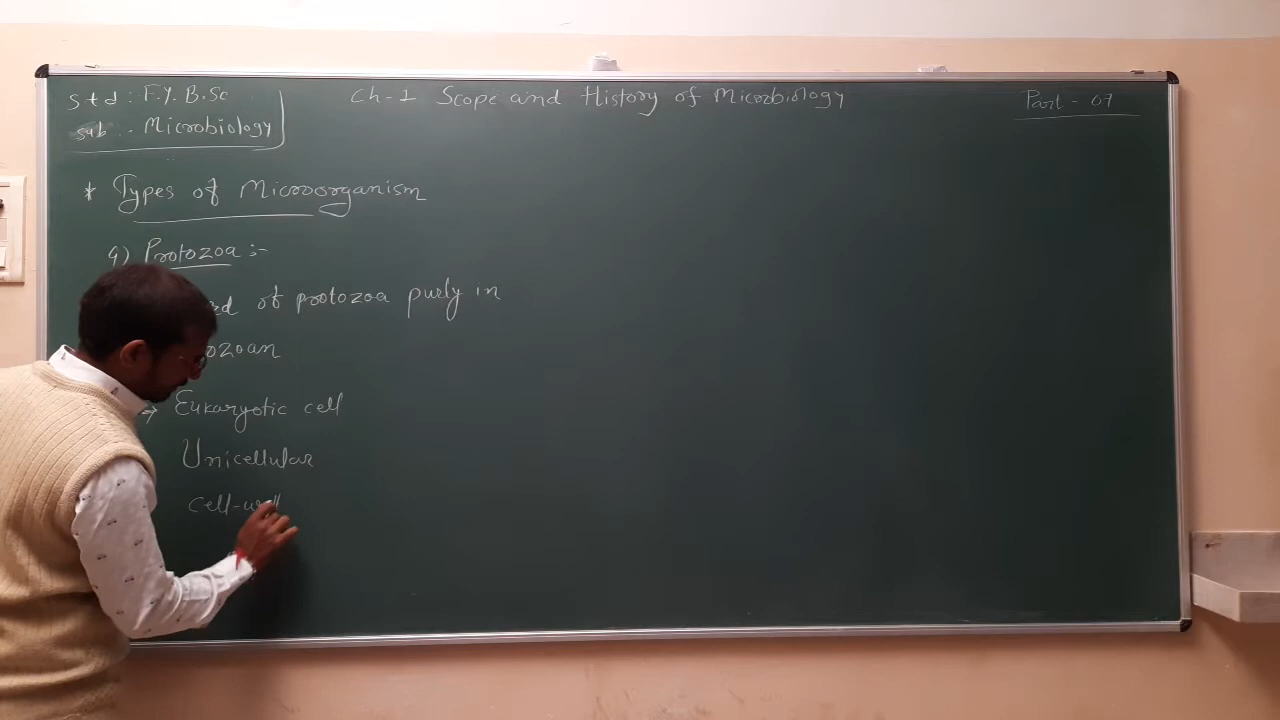 Std : F.Y. B.Sc
Sub :- Microbiology
Ch-1 Scope and History of Microbiology
Part - 07
* Types of Microorganism
4) Protozoa :-
of protozoa purly in
→ Eukaryotic cell
Unicellular
cell-wall